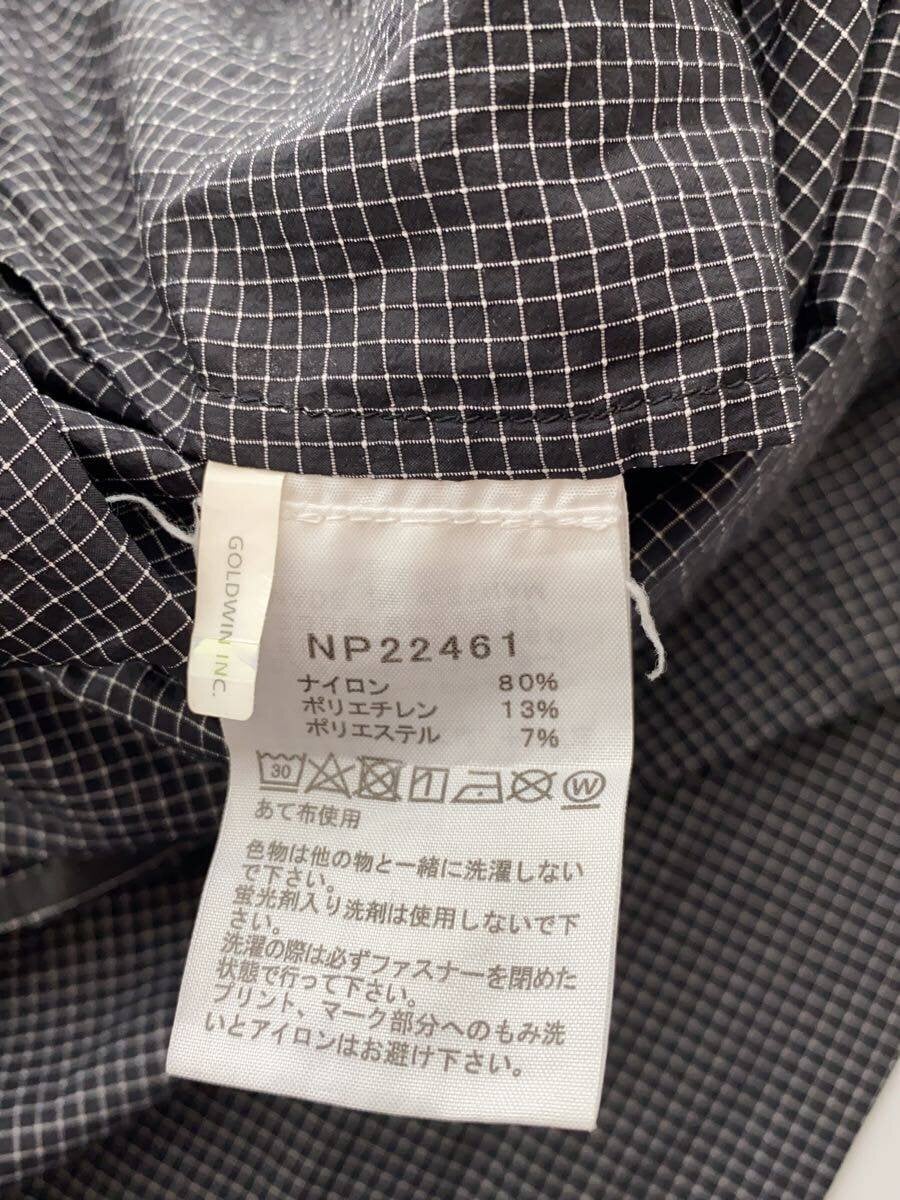 GOLDWIN INC.
NP22461
ナイロン 80%
ポリエチレン 13%
ポリエステル 7%
30
W
あて布使用
色物は他の物と一緒に洗濯しない
で下さい。
蛍光剤入り洗剤は使用しないで下
さい。
洗濯の際は必ずファスナーを閉めた
状態で行って下さい。
プリント、マーク部分へのもみ洗
いとアイロンはお避け下さい。